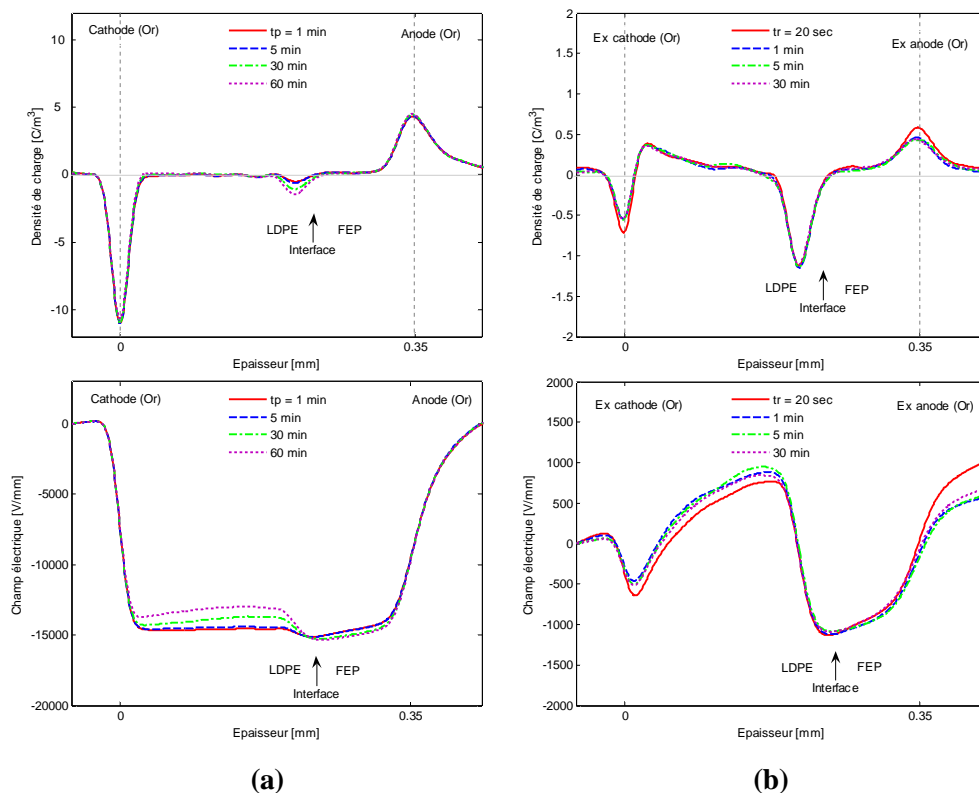 Cathode (Or)
Anode (Or)
tp = 1 min
5 min
30 min
60 min
10
5
0
-5
-10
Densité de charge [C/m³]
LDPE
FEP
Interface
0
0.35
Epaisseur [mm]
Ex cathode (Or)
Ex anode (Or)
tr = 20 sec
1 min
5 min
30 min
2
1.5
1
0.5
0
-0.5
-1
-1.5
-2
Densité de charge [C/m³]
LDPE
FEP
Interface
0
0.35
Epaisseur [mm]
Cathode (Or)
Anode (Or)
tp = 1 min
5 min
30 min
60 min
0
-5000
-10000
-15000
-20000
Champ électrique [V/mm]
LDPE
FEP
Interface
0
0.35
Epaisseur [mm]
Ex cathode (Or)
Ex anode (Or)
tr = 20 sec
1 min
5 min
30 min
2000
1500
1000
500
0
-500
-1000
-1500
-2000
Champ électrique [V/mm]
LDPE
FEP
Interface
0
0.35
Epaisseur [mm]
(a)
(b)